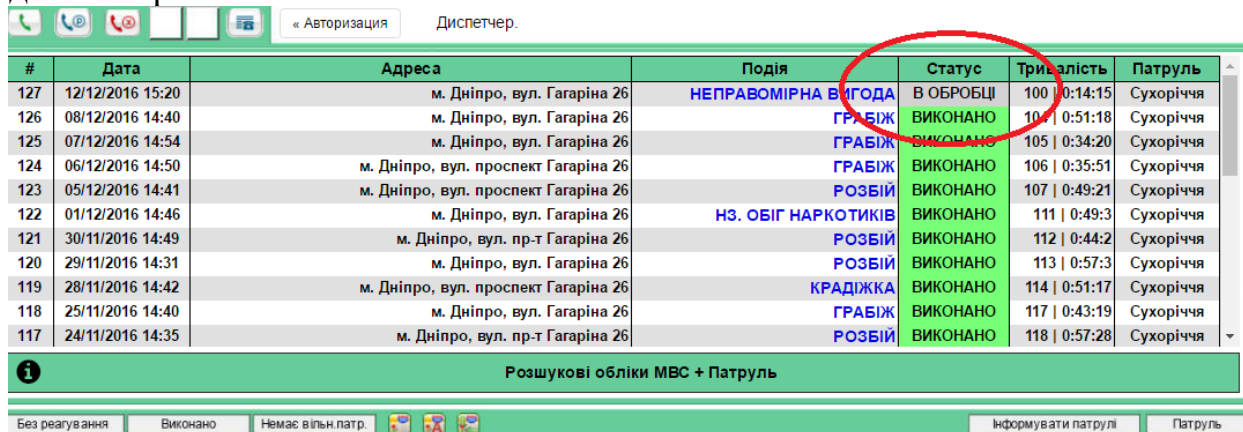 « Авторизация Диспетчер.
# Дата Адреса Подія Статус Тривалість Патруль
127 12/12/2016 15:20 м. Дніпро, вул. Гагаріна 26 НЕПРАВОМІРНА ВИГОДА В ОБРОБЦІ 100 | 0:14:15 Сухоріччя
126 08/12/2016 14:40 м. Дніпро, вул. Гагаріна 26 ГРАБІЖ ВИКОНАНО 104 | 0:51:18 Сухоріччя
125 07/12/2016 14:54 м. Дніпро, вул. Гагаріна 26 ГРАБІЖ ВИКОНАНО 105 | 0:34:20 Сухоріччя
124 06/12/2016 14:50 м. Дніпро, вул. проспект Гагаріна 26 ГРАБІЖ ВИКОНАНО 106 | 0:35:51 Сухоріччя
123 05/12/2016 14:41 м. Дніпро, вул. проспект Гагаріна 26 РОЗБІЙ ВИКОНАНО 107 | 0:49:21 Сухоріччя
122 01/12/2016 14:46 м. Дніпро, вул. Гагаріна 26 НЗ. ОБІГ НАРКОТИКІВ ВИКОНАНО 111 | 0:49:3 Сухоріччя
121 30/11/2016 14:49 м. Дніпро, вул. пр-т Гагаріна 26 РОЗБІЙ ВИКОНАНО 112 | 0:44:2 Сухоріччя
120 29/11/2016 14:31 м. Дніпро, вул. Гагаріна 26 РОЗБІЙ ВИКОНАНО 113 | 0:57:3 Сухоріччя
119 28/11/2016 14:42 м. Дніпро, вул. проспект Гагаріна 26 КРАДІЖКА ВИКОНАНО 114 | 0:51:17 Сухоріччя
118 25/11/2016 14:40 м. Дніпро, вул. Гагаріна 26 ГРАБІЖ ВИКОНАНО 117 | 0:43:19 Сухоріччя
117 24/11/2016 14:35 м. Дніпро, вул. пр-т Гагаріна 26 РОЗБІЙ ВИКОНАНО 118 | 0:57:28 Сухоріччя
Розшукові обліки МВС + Патруль
Без реагування Виконано Немає вільн.патр. Інформувати патрулі Патруль